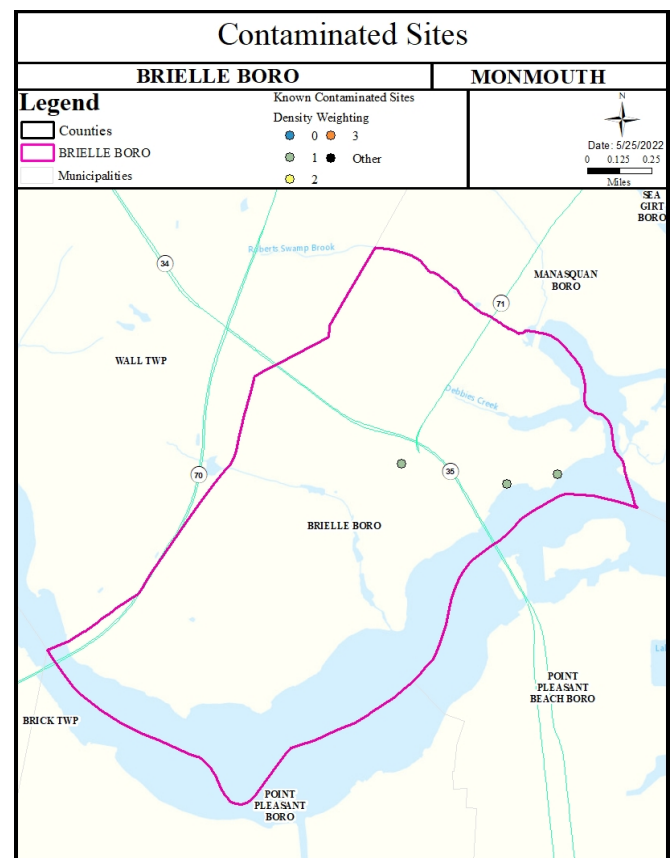 Contaminated Sites
BRIELLE BORO
MONMOUTH
Legend
Counties
BRIELLE BORO
Municipalities
Known Contaminated Sites
Density Weighting
0 3
1 Other
2
N
Date: 5/25/2022
0 0.125 0.25
Miles
SEA
GIRT
BORO
Roberts Swamp Brook
34
MANASQUAN
BORO
71
WALL TWP
Debbies Creek
70
35
BRIELLE BORO
POINT
PLEASANT
BEACH BORO
BRICK TWP
POINT
PLEASANT
BORO